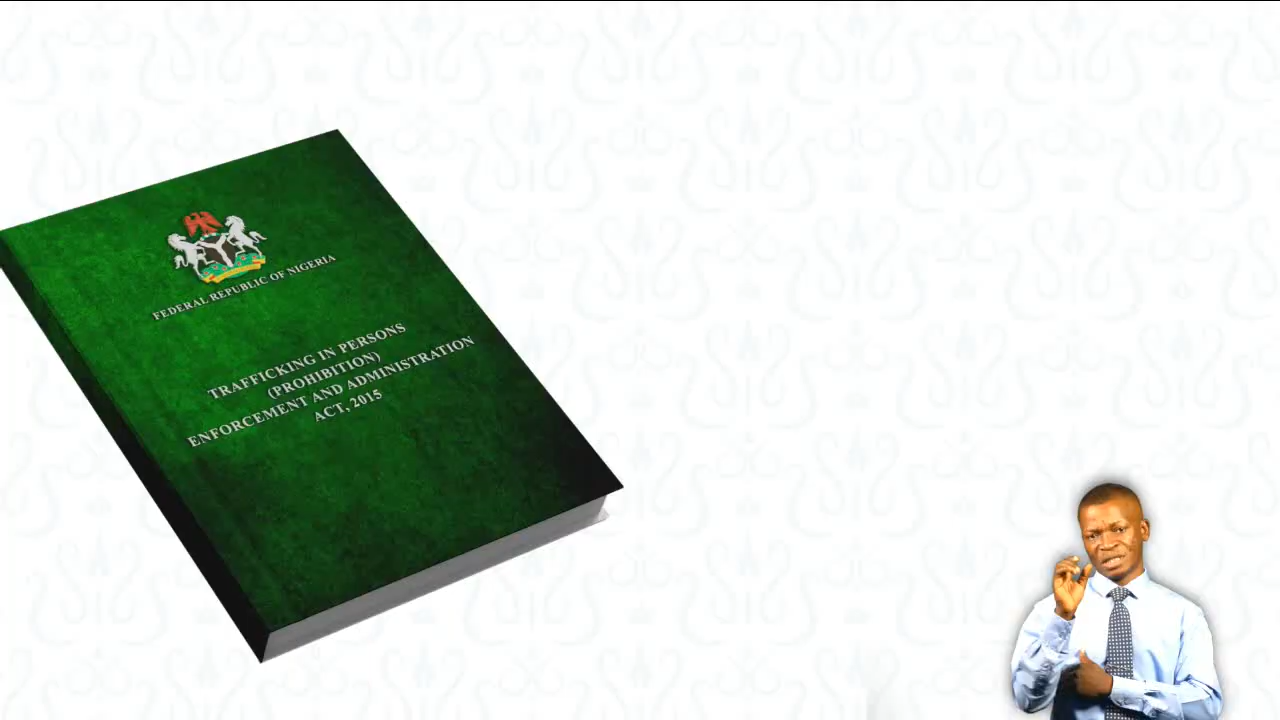 FEDERAL REPUBLIC OF NIGERIA
TRAFFICKING IN PERSONS
(PROHIBITION)
ENFORCEMENT AND ADMINISTRATION
ACT, 2015